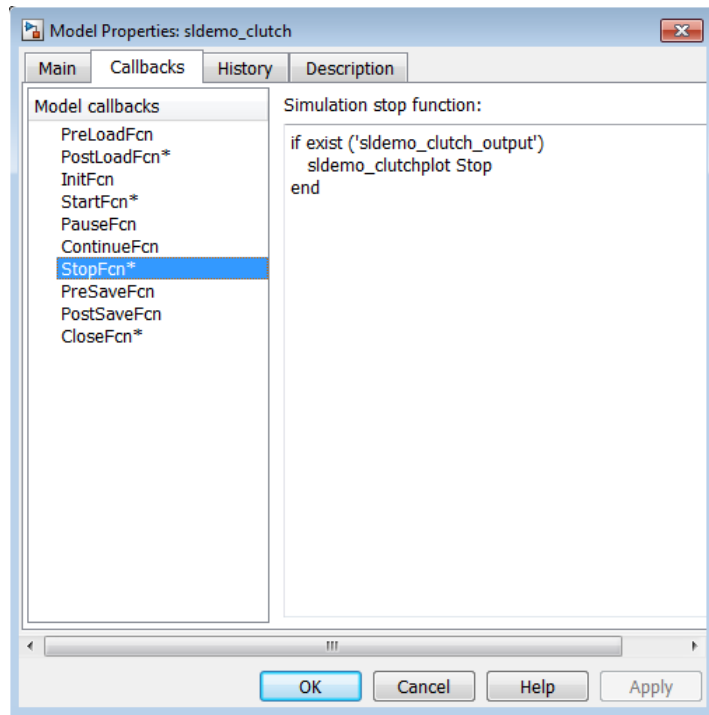 Model Properties: sldemo_clutch
Main Callbacks History Description
Model callbacks
PreLoadFcn
PostLoadFcn*
InitFcn
StartFcn*
PauseFcn
ContinueFcn
StopFcn*
PreSaveFcn
PostSaveFcn
CloseFcn*
Simulation stop function:
if exist ('sldemo_clutch_output')
sldemo_clutchplot Stop
end
OK Cancel Help Apply